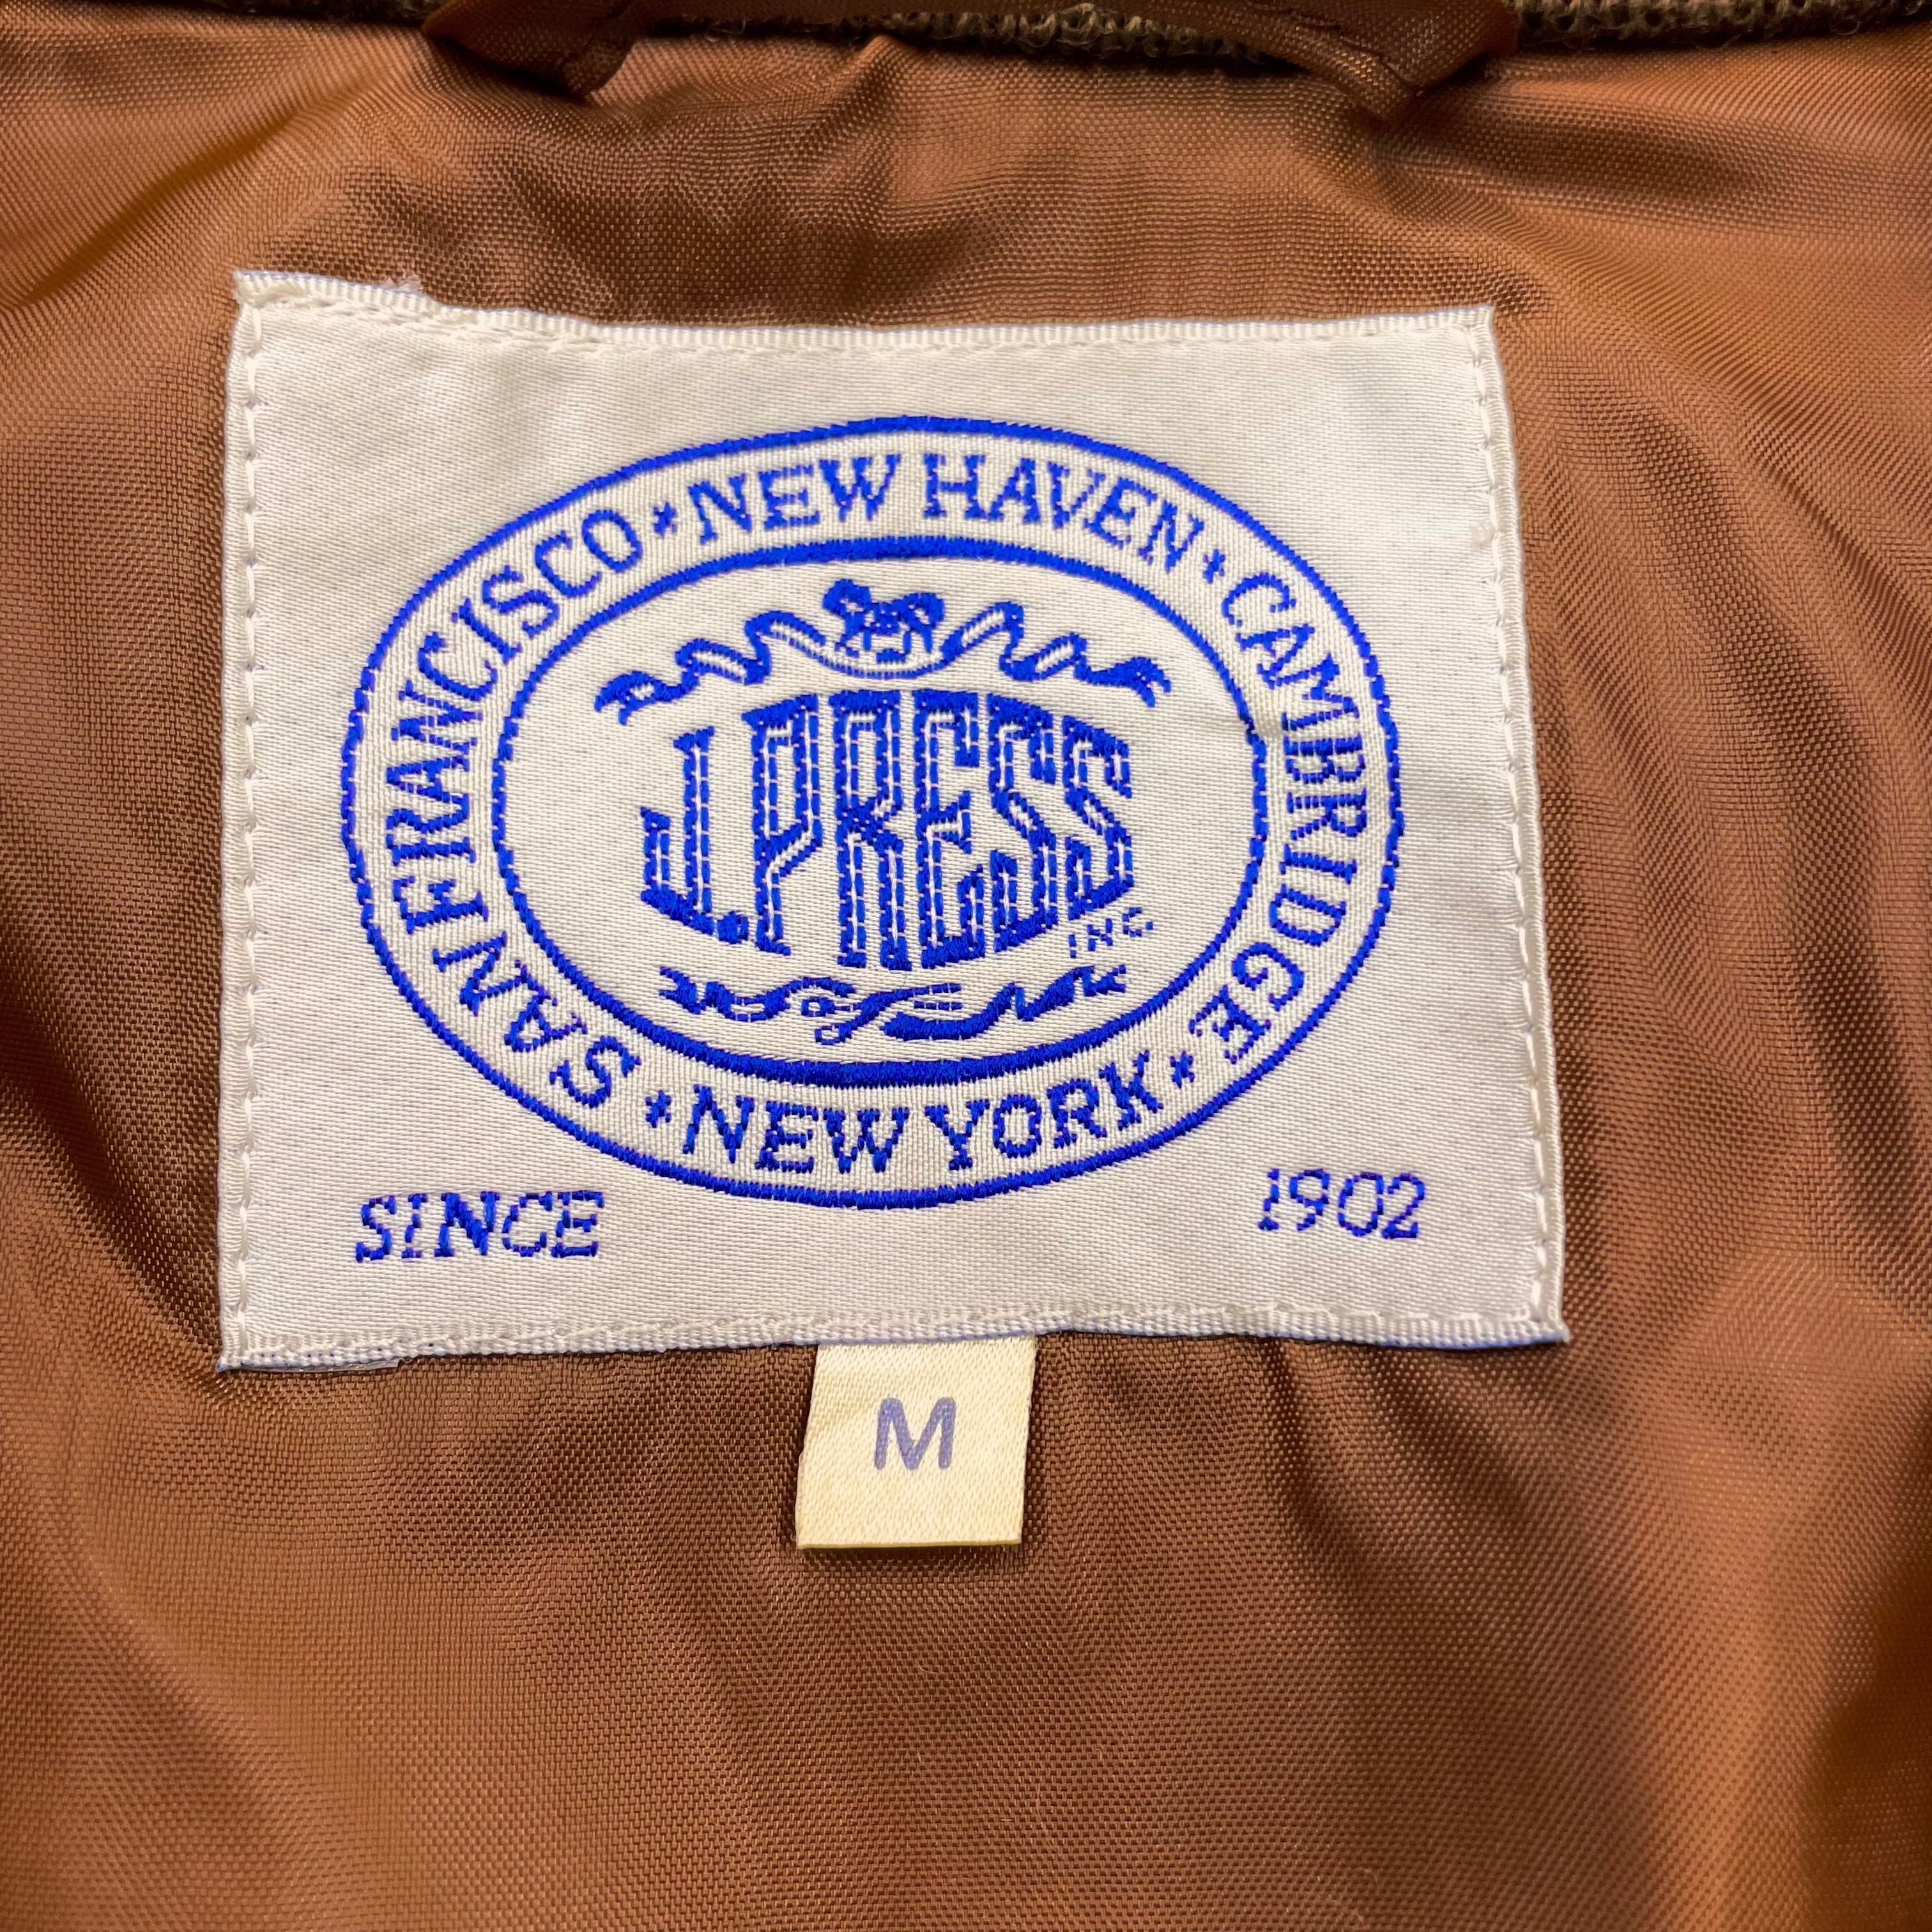 SAN FRANCISCO * NEW HAVEN * CAMBRIDGE * NEW YORK *
J.PRESS
INC.
SINCE 1902
M